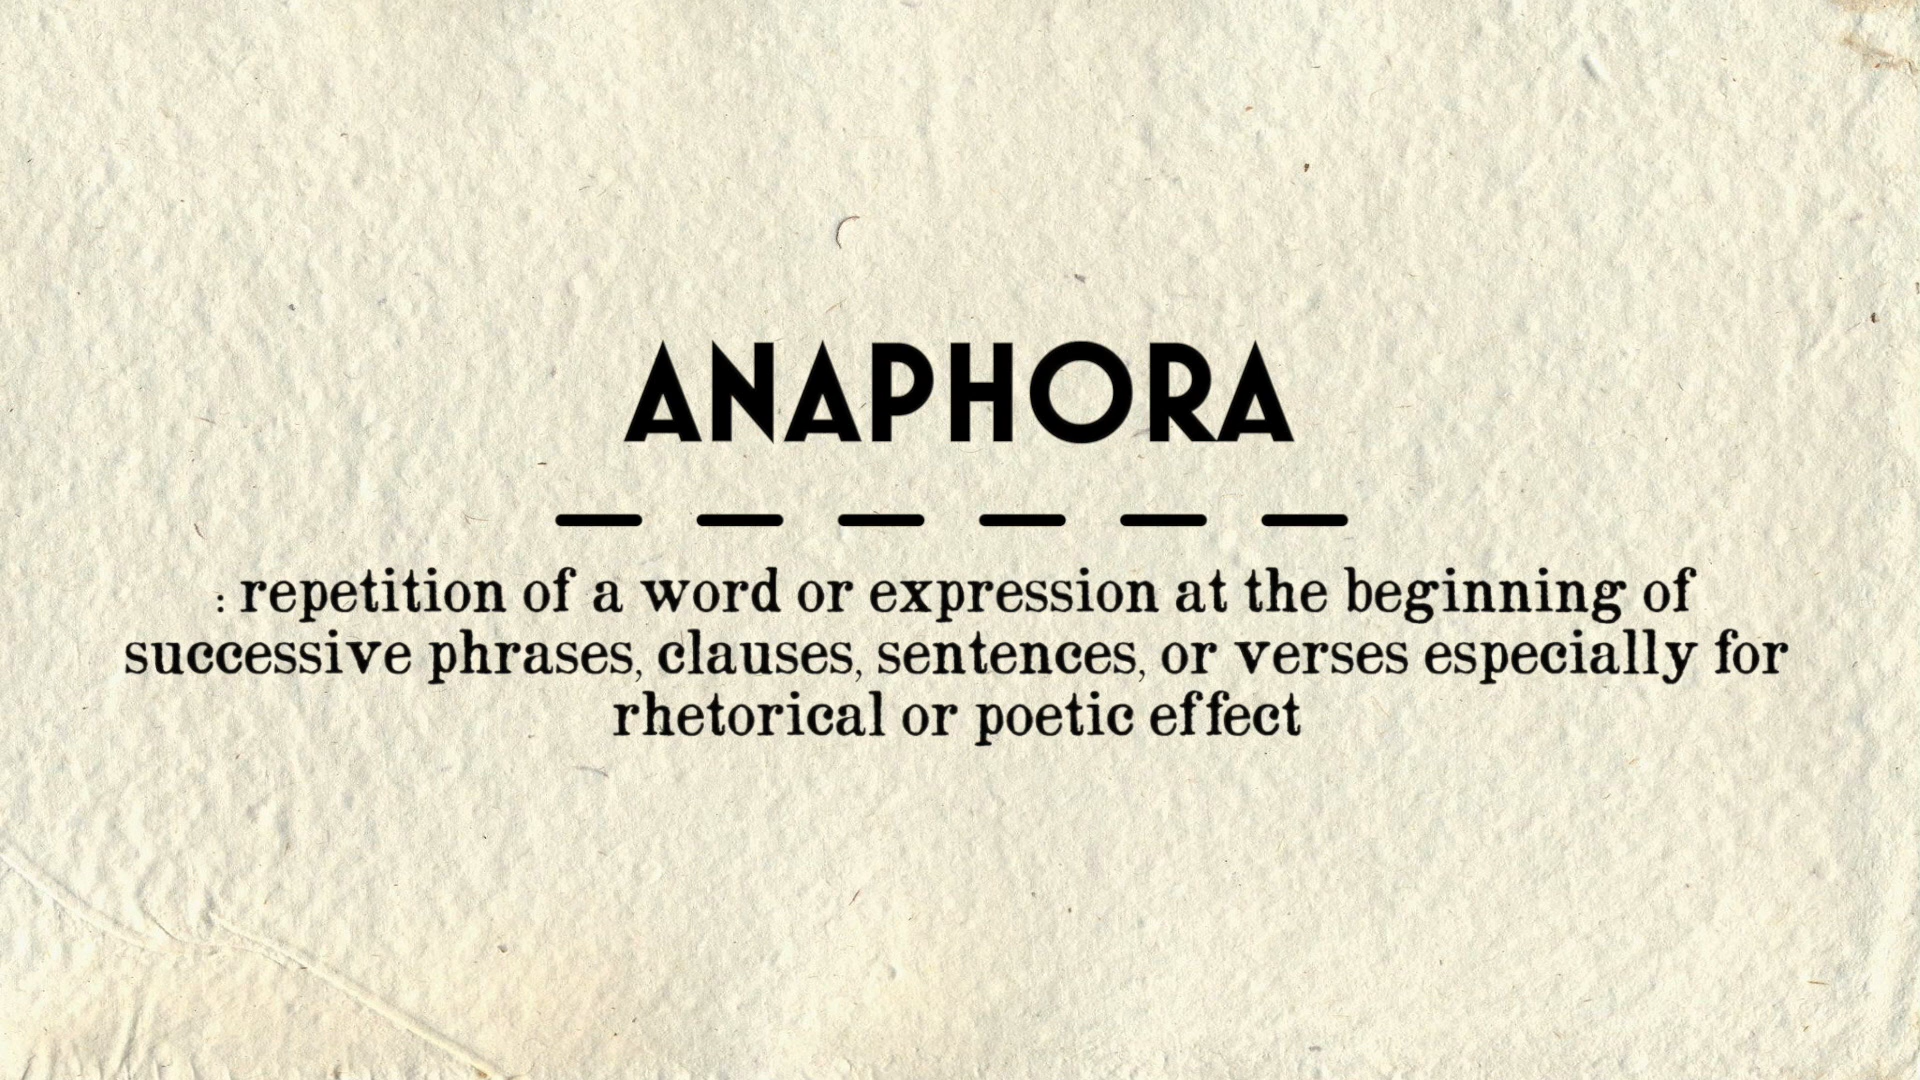 ANAPHORA
: repetition of a word or expression at the beginning of
successive phrases, clauses, sentences, or verses especially for
rhetorical or poetic effect